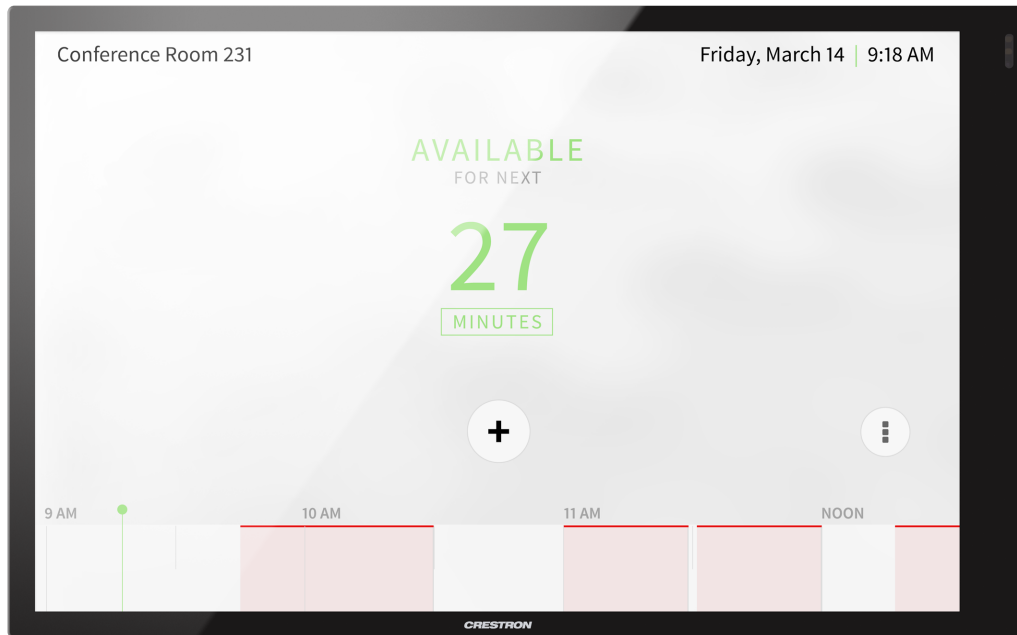 Conference Room 231
Friday, March 14 | 9:18 AM
AVAILABLE
FOR NEXT
27
MINUTES
9 AM
10 AM
11 AM
NOON
CRESTRON